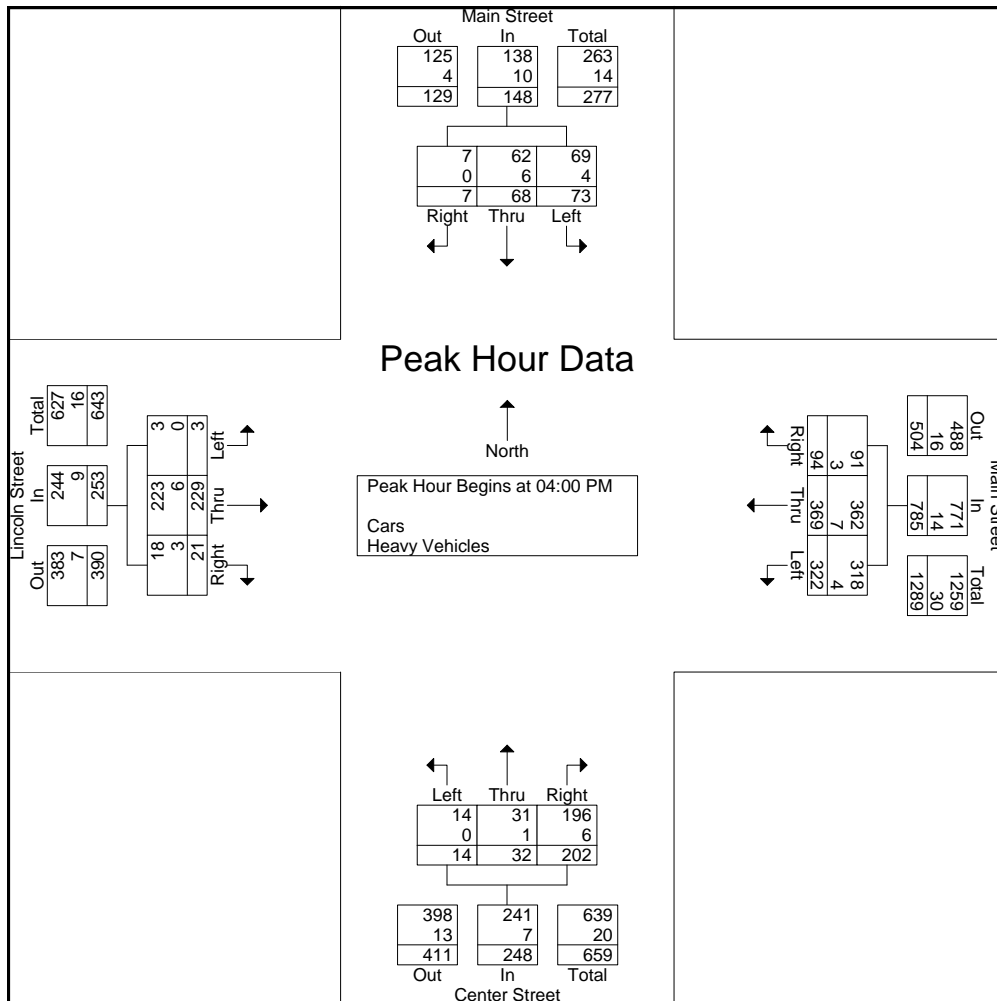 Main Street
Out In Total
125 138 263
4 10 14
129 148 277
7 62 69
0 6 4
7 68 73
Right Thru Left
Peak Hour Data
North
Peak Hour Begins at 04:00 PM
Cars
Heavy Vehicles
Lincoln Street
Out In Total
383 244 627
7 9 16
390 253 643
18 223 3
3 6 0
21 229 3
Right Thru Left
Main Street
Out In Total
488 771 1259
16 14 30
504 785 1289
91 362 318
3 7 4
94 369 322
Right Thru Left
Left Thru Right
14 31 196
0 1 6
14 32 202
398 241 639
13 7 20
411 248 659
Out In Total
Center Street